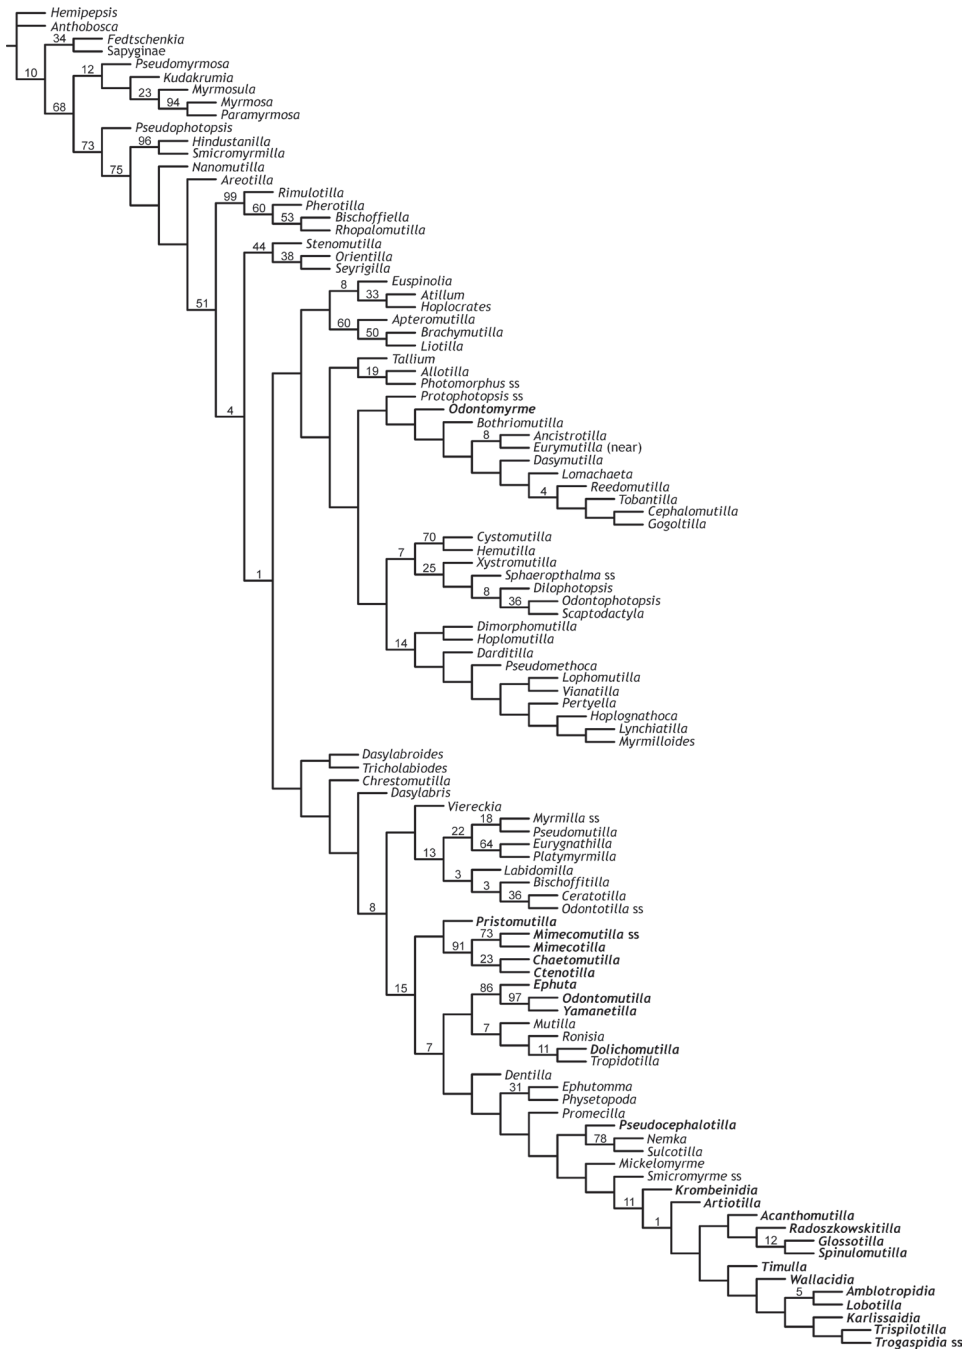 Hemipepsis
Anthobosca
34 Fedtschenkia
Sapyginae
12 Pseudomyrmosa
10 Kudakrumia
23 Myrmosula
94 Myrmosa
68 Paramyrmosa
Pseudophotopsis
96 Hindustanilla
73 Smicromyrmilla
75 Nanomutilla
Areotilla
99 Rimulotilla
60 Pherotilla
53 Bischoffiella
Rhopalomutilla
44 Stenomutilla
38 Orientilla
Seyrigilla
8 Euspinolia
33 Atillum
51 Hoplocrates
60 Apteromutilla
50 Brachymutilla
Liotilla
Tallium
19 Allotilla
Photomorphus ss
Protophotopsis ss
4 Odontomyrme
Bothriomutilla
8 Ancistrotilla
Eurymutilla (near)
Dasymutilla
Lomachaeta
4 Reedomutilla
Tobantilla
Cephalomutilla
Gogoltilla
70 Cystomutilla
7 Hemutilla
25 Xystromutilla
Sphaeropthalma ss
8 Dilophotopsis
36 Odontophotopsis
Scaptodactyla
1 Dimorphomutilla
14 Hoplomutilla
Darditilla
Pseudomethoca
Lophomutilla
Vianatilla
Pertyella
Hoplognathoca
Lynchiatilla
Myrmilloides
Dasylabroides
Tricholabiodes
Chrestomutilla
Dasylabris
Viereckia
18 Myrmilla ss
22 Pseudomutilla
64 Eurygnathilla
13 Platymyrmilla
3 Labidomilla
3 Bischoffitilla
36 Ceratotilla
8 Odontotilla ss
Pristomutilla
73 Mimecomutilla ss
91 Mimecotilla
23 Chaetomutilla
Ctenotilla
86 Ephuta
15 97 Odontomutilla
Yamanetilla
7 Mutilla
Ronisia
7 11 Dolichomutilla
Tropidotilla
Dentilla
31 Ephutomma
Physetopoda
Promecilla
Pseudocephalotilla
78 Nemka
Sulcotilla
Mickelomyrme
Smicromyrme ss
11 Krombeinidia
Artiotilla
1 Acanthomutilla
Radoszkowskitilla
12 Glossotilla
Spinulomutilla
Timulla
Wallacidia
5 Amblotropidia
Lobotilla
Karlissaidia
Trispilotilla
Trogaspidia ss